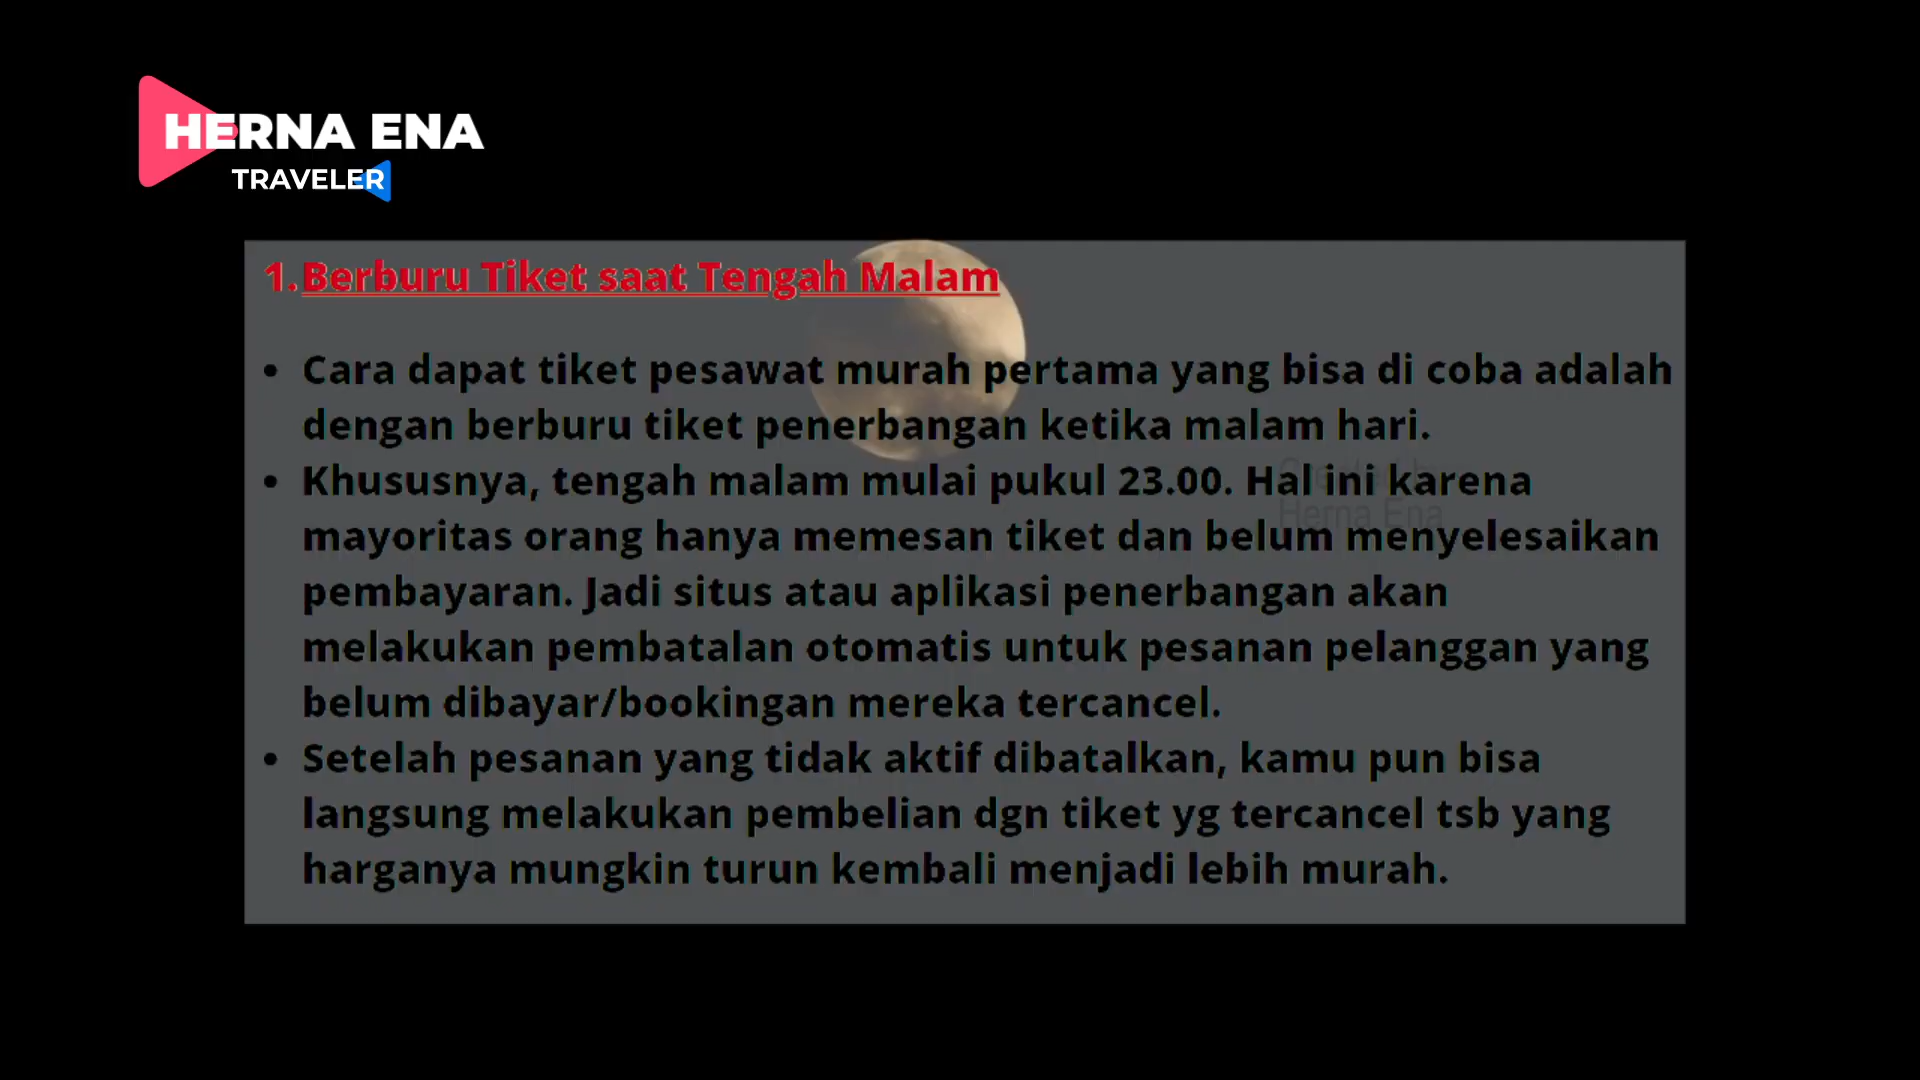 HERNA ENA
TRAVELER
1.Berburu Tiket saat Tengah Malam
• Cara dapat tiket pesawat murah pertama yang bisa di coba adalah
dengan berburu tiket penerbangan ketika malam hari.
• Khususnya, tengah malam mulai pukul 23.00. Hal ini karena
mayoritas orang hanya memesan tiket dan belum menyelesaikan
pembayaran. Jadi situs atau aplikasi penerbangan akan
melakukan pembatalan otomatis untuk pesanan pelanggan yang
belum dibayar/bookingan mereka tercancel.
• Setelah pesanan yang tidak aktif dibatalkan, kamu pun bisa
langsung melakukan pembelian dgn tiket yg tercancel tsb yang
harganya mungkin turun kembali menjadi lebih murah.
Herna Ena